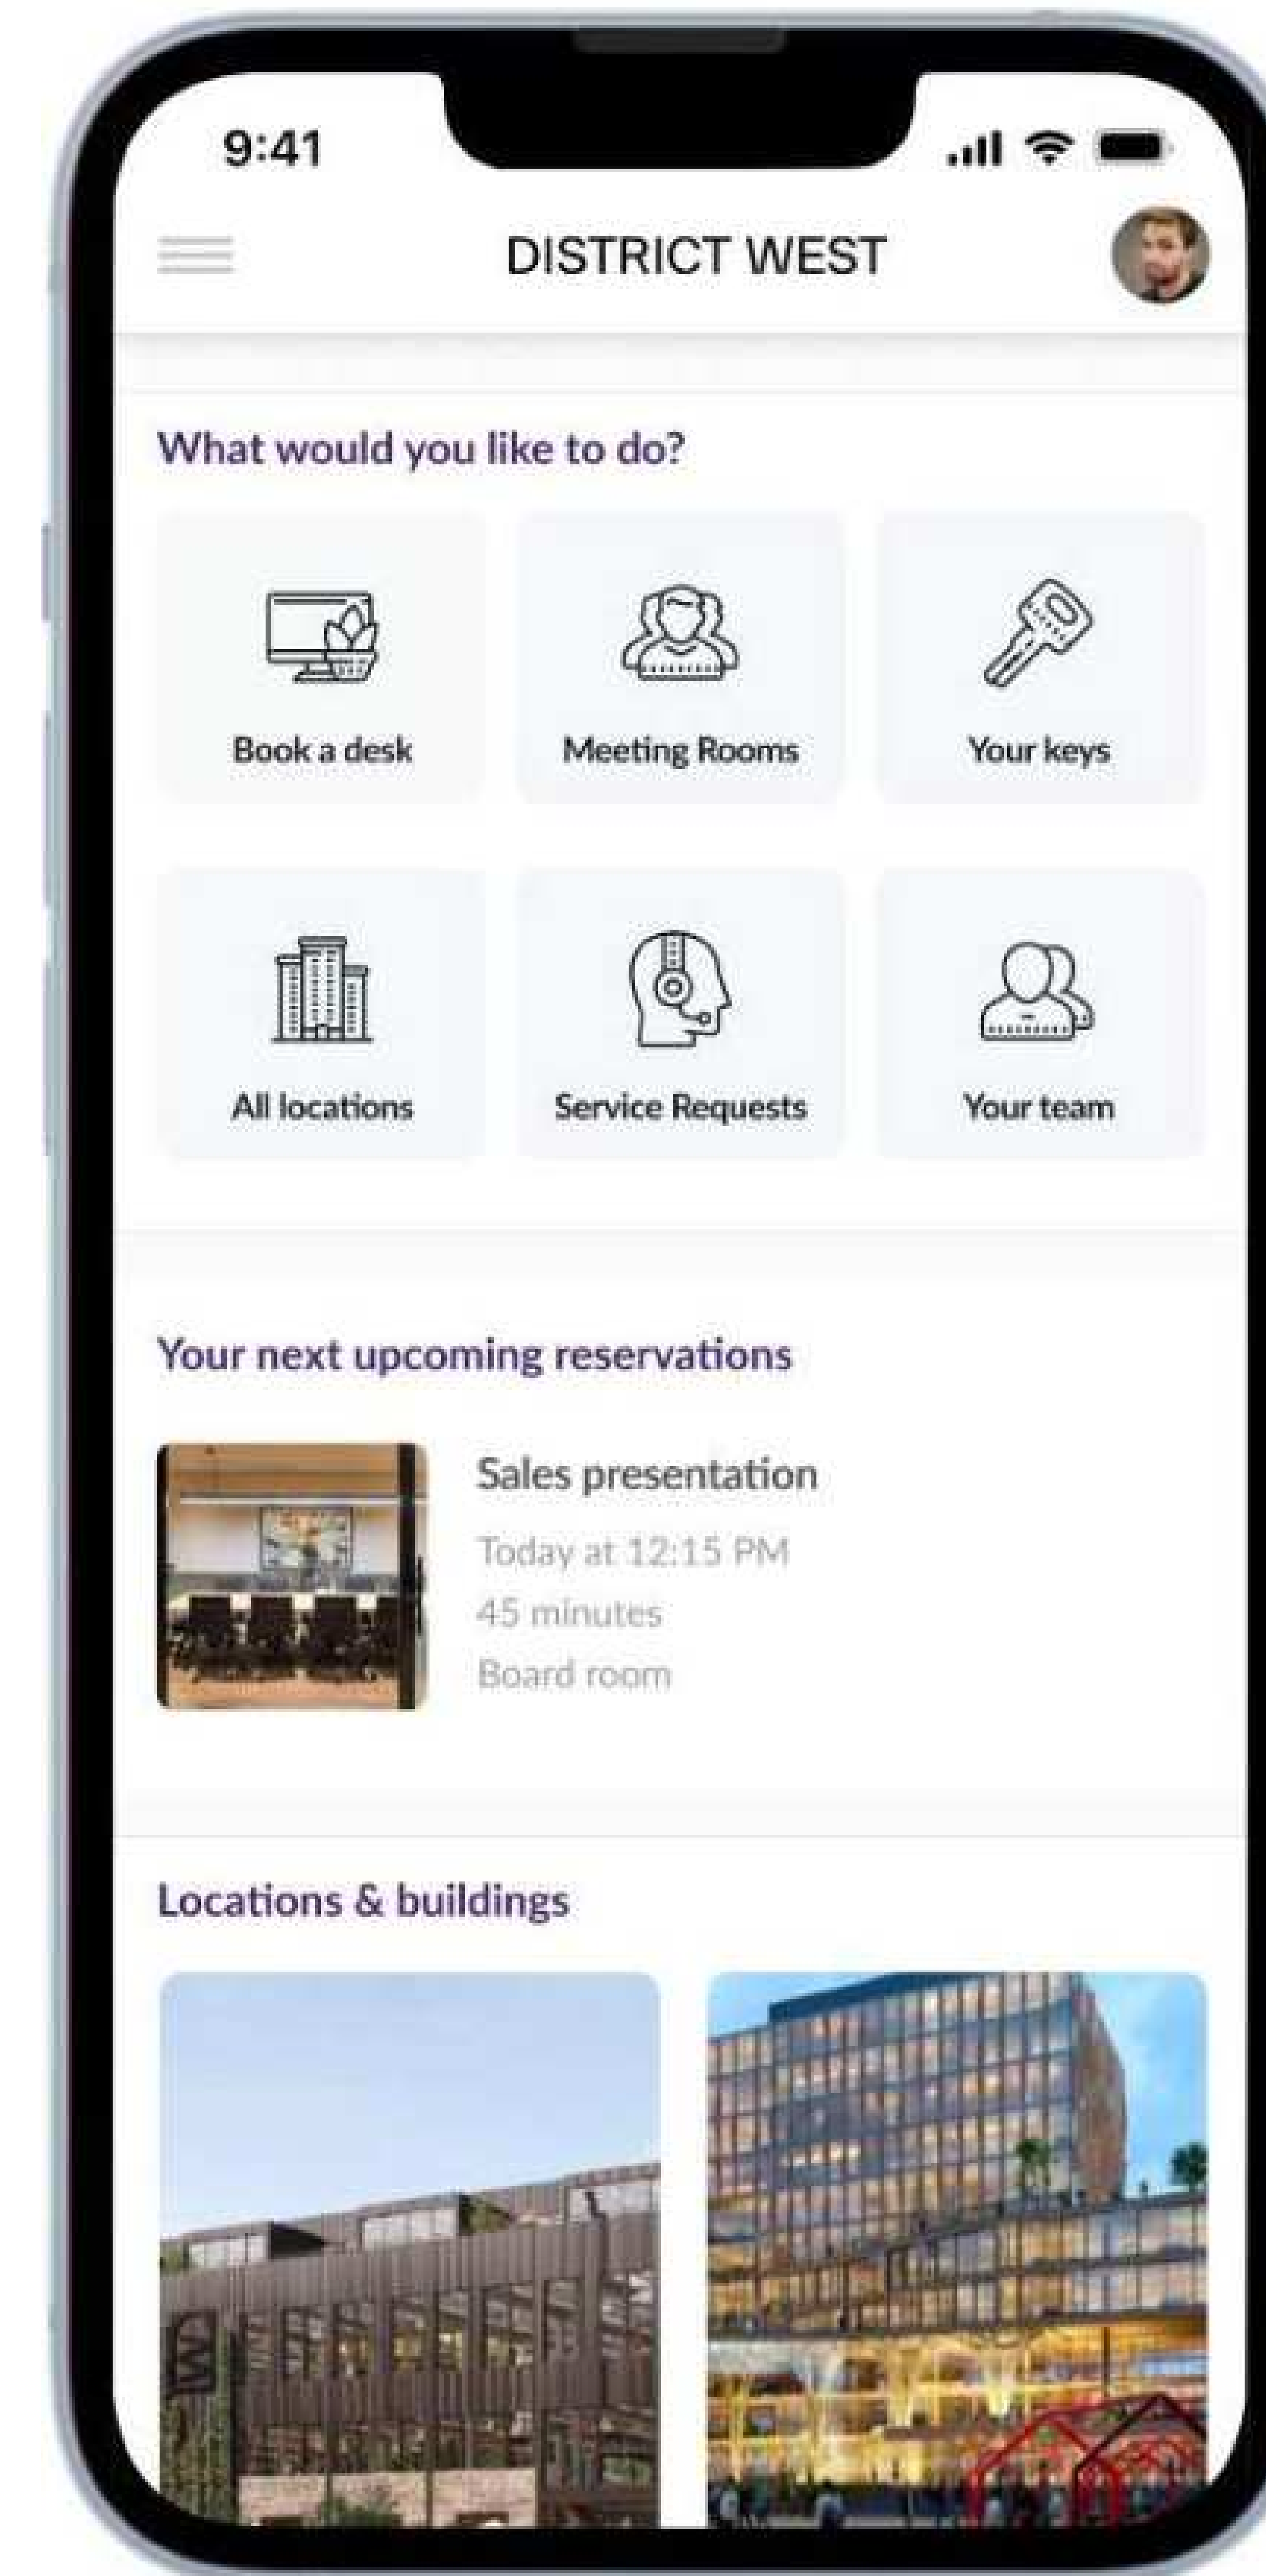 9:41
DISTRICT WEST
What would you like to do?
Book a desk
Meeting Rooms
Your keys
All locations
Service Requests
Your team
Your next upcoming reservations
Sales presentation
Today at 12:15 PM
45 minutes
Board room
Locations & buildings